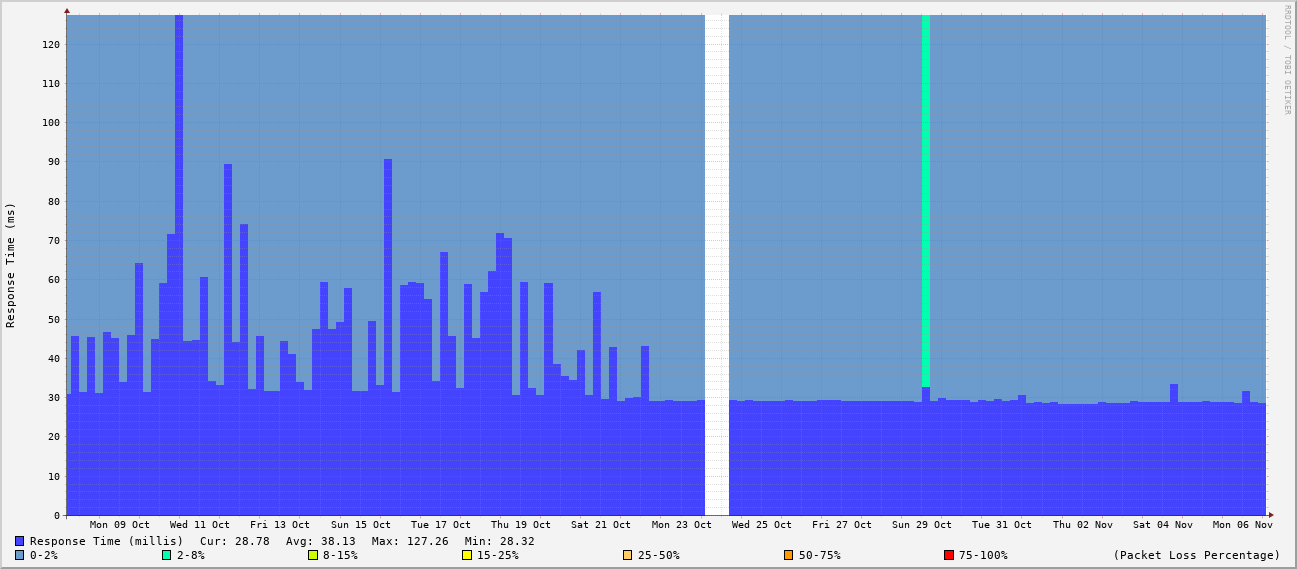 RRDTOOL / TOBI OETIKER
Response Time (ms)
120
110
100
90
80
70
60
50
40
30
20
10
0
Mon 09 Oct Wed 11 Oct Fri 13 Oct Sun 15 Oct Tue 17 Oct Thu 19 Oct Sat 21 Oct Mon 23 Oct Wed 25 Oct Fri 27 Oct Sun 29 Oct Tue 31 Oct Thu 02 Nov Sat 04 Nov Mon 06 Nov
Response Time (millis) Cur: 28.78 Avg: 38.13 Max: 127.26 Min: 28.32
0-2% 2-8% 8-15% 15-25% 25-50% 50-75% 75-100% (Packet Loss Percentage)